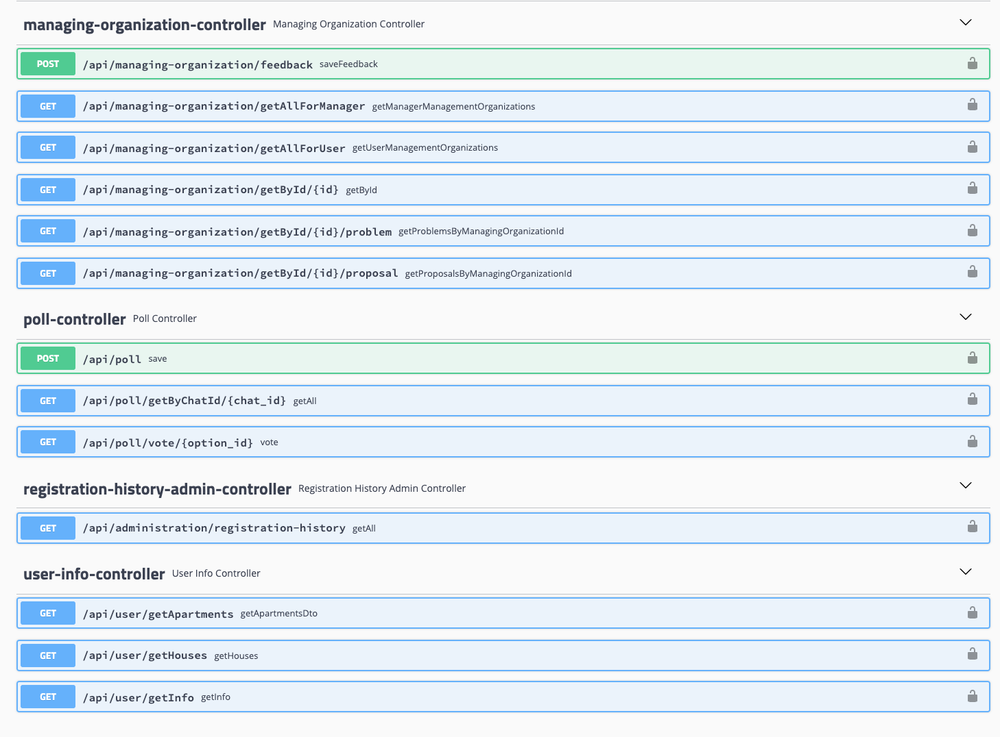 managing-organization-controller Managing Organization Controller
POST /api/managing-organization/feedback saveFeedback
GET /api/managing-organization/getAllForManager getManagerManagementOrganizations
GET /api/managing-organization/getAllForUser getUserManagementOrganizations
GET /api/managing-organization/getById/{id} getById
GET /api/managing-organization/getById/{id}/problem getProblemsByManagingOrganizationId
GET /api/managing-organization/getById/{id}/proposal getProposalsByManagingOrganizationId
poll-controller Poll Controller
POST /api/poll save
GET /api/poll/getByChatId/{chat_id} getAll
GET /api/poll/vote/{option_id} vote
registration-history-admin-controller Registration History Admin Controller
GET /api/administration/registration-history getAll
user-info-controller User Info Controller
GET /api/user/getApartments getApartmentsDto
GET /api/user/getHouses getHouses
GET /api/user/getInfo getInfo